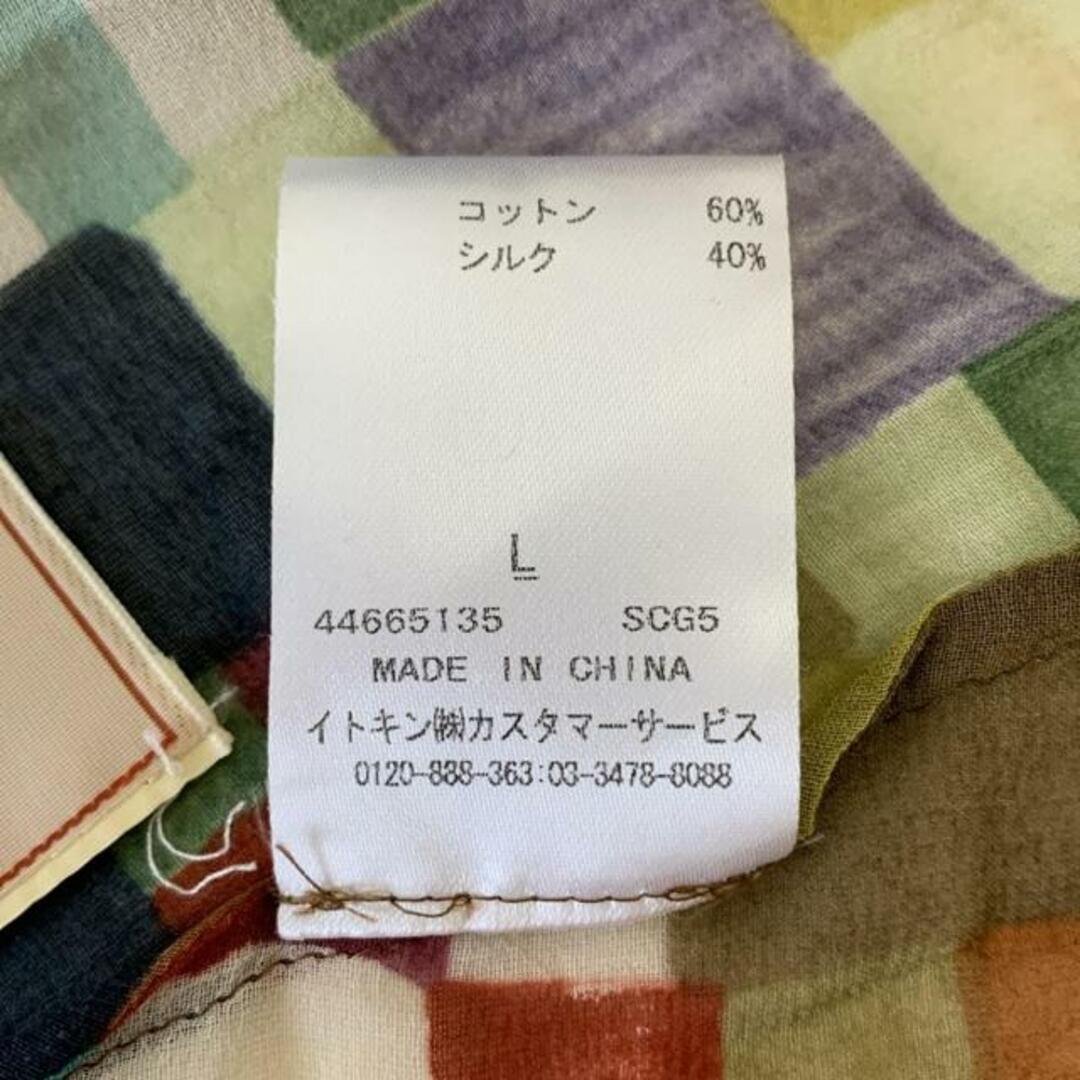 コットン 60%
シルク 40%
L
44665135 SCG5
MADE IN CHINA
イトキン㈱カスタマーサービス
0120-888-363:03-3478-8088